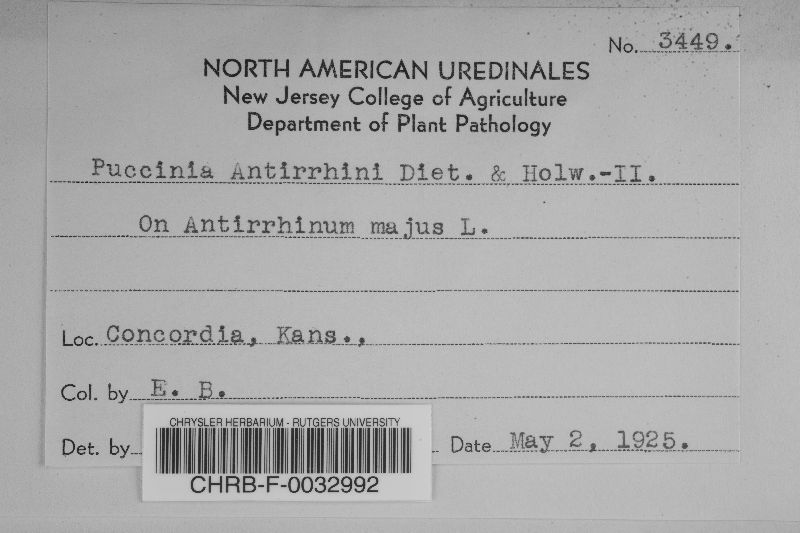 No. 3449.
NORTH AMERICAN UREDINALES
New Jersey College of Agriculture
Department of Plant Pathology
Puccinia Antirrhini Diet. & Holw.-II.
On Antirrhinum majus L.
Loc. Concordia, Kans.,
Col. by E. B.
Det. by
Date May 2, 1925.
CHRYSLER HERBARIUM - RUTGERS UNIVERSITY
CHRB-F-0032992